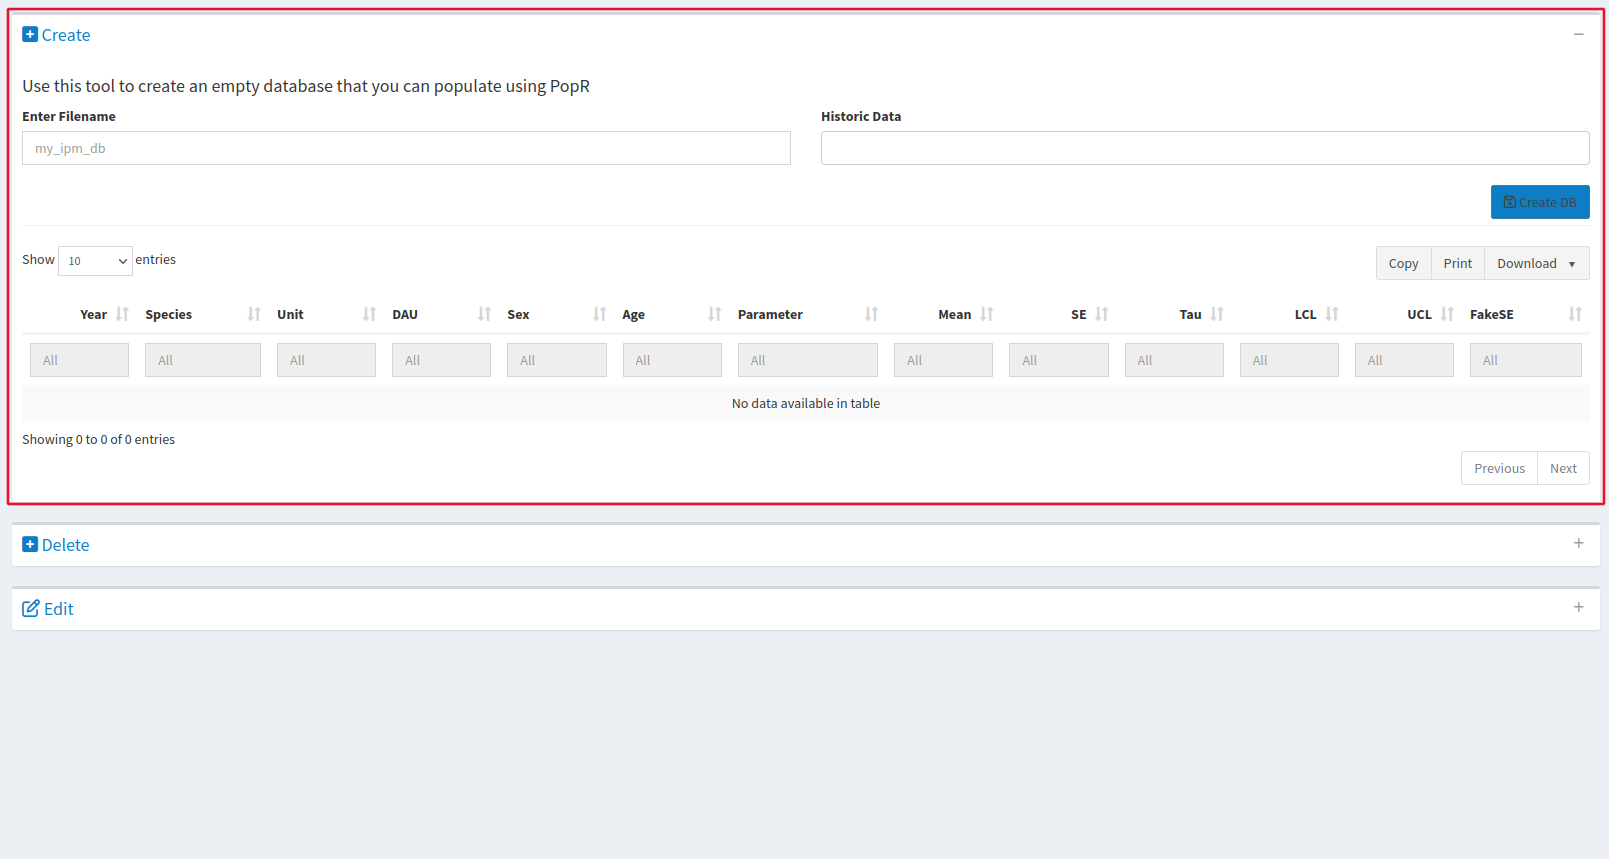 Create
Use this tool to create an empty database that you can populate using PopR
Enter Filename Historic Data
my_ipm_db
Create DB
Show 10 entries Copy Print Download
Year Species Unit DAU Sex Age Parameter Mean SE Tau LCL UCL FakeSE
All All All All All All All All All All All All All
No data available in table
Showing 0 to 0 of 0 entries
Previous Next
Delete
Edit